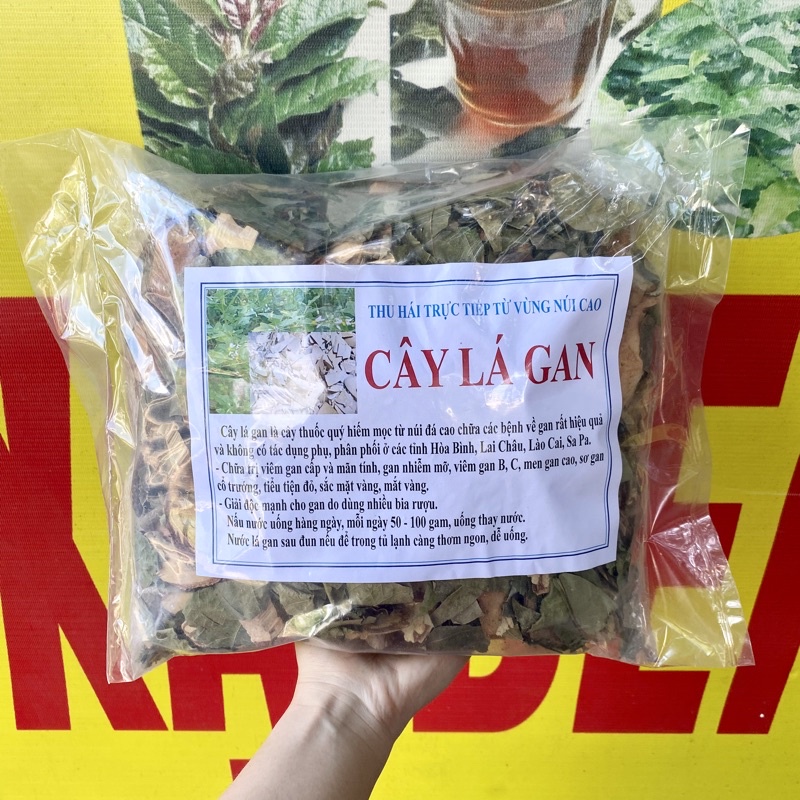 THU HÁI TRỰC TIẾP TỪ VÙNG NÚI CAO
CÂY LÁ GAN
Cây lá gan là cây thuốc quý hiếm mọc từ núi đá cao chữa các bệnh về gan rất hiệu quả
và không có tác dụng phụ, phân phối ở các tỉnh Hòa Bình, Lai Châu, Lào Cai, Sa Pa.
- Chữa trị viêm gan cấp và mãn tính, gan nhiễm mỡ, viêm gan B, C, men gan cao, sơ gan
cổ trướng, tiểu tiện đỏ, sắc mặt vàng, mắt vàng.
- Giải độc mạnh cho gan do dùng nhiều bia rượu.
Nấu nước uống hàng ngày, mỗi ngày 50 - 100 gam, uống thay nước.
Nước lá gan sau đun nếu để trong tủ lạnh càng thơm ngon, dễ uống.